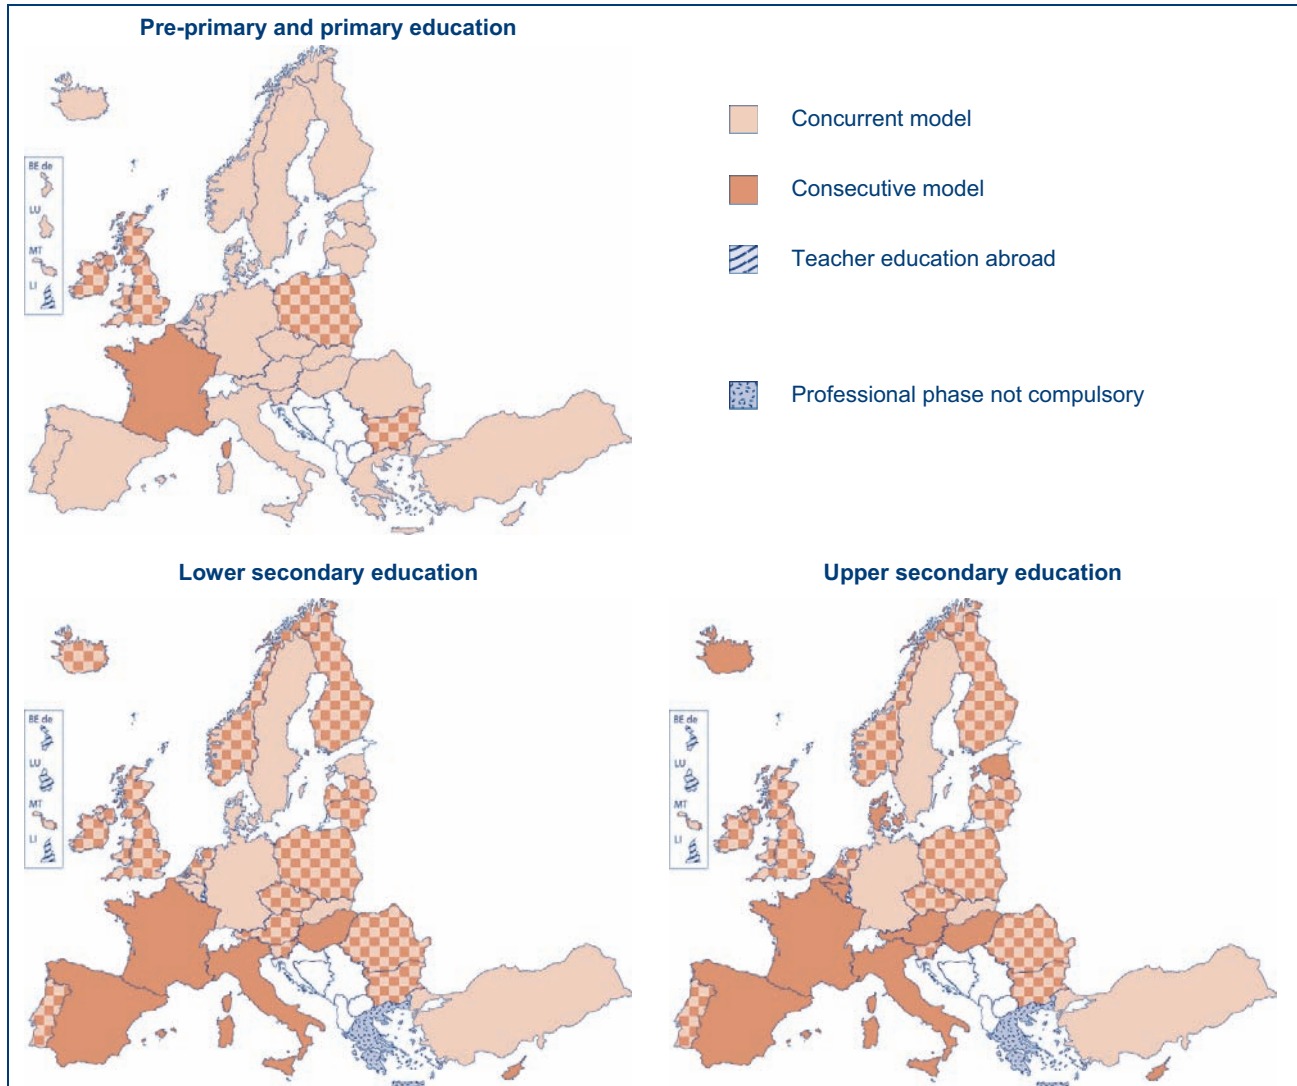 Pre-primary and primary education
BE de
LU
MT
LI
Concurrent model
Consecutive model
Teacher education abroad
Professional phase not compulsory
Lower secondary education
BE de
LU
MT
LI
Upper secondary education
BE de
LU
MT
LI